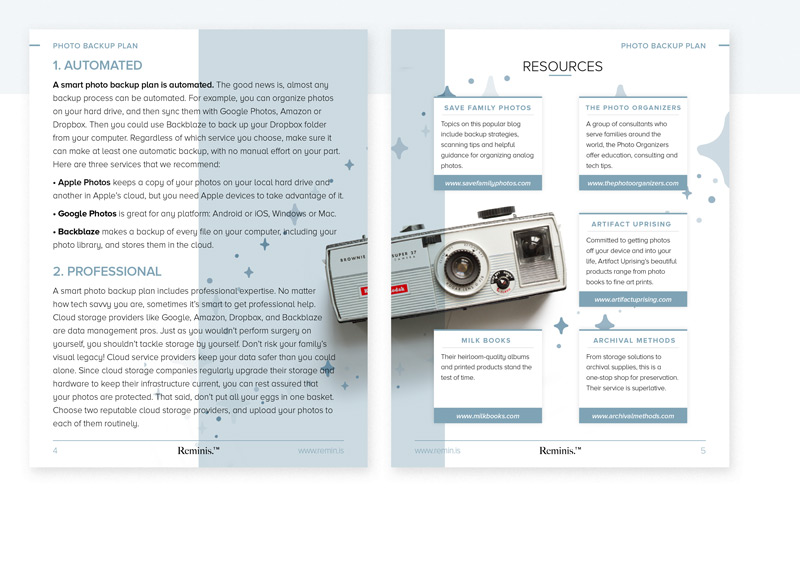 PHOTO BACKUP PLAN
1. AUTOMATED
A smart photo backup plan is automated. The good news is, almost any
backup process can be automated. For example, you can organize photos
on your hard drive, and then sync them with Google Photos, Amazon or
Dropbox. Then you could use Backblaze to back up your Dropbox folder
from your computer. Regardless of which service you choose, make sure it
can make at least one automatic backup, with no manual effort on your part.
Here are three services that we recommend:
• Apple Photos keeps a copy of your photos on your local hard drive and
another in Apple's cloud, but you need Apple devices to take advantage of it.
• Google Photos is great for any platform: Android or iOS, Windows or Mac.
• Backblaze makes a backup of every file on your computer, including your
photo library, and stores them in the cloud.
2. PROFESSIONAL
A smart photo backup plan includes professional expertise. No matter
how tech savvy you are, sometimes it's smart to get professional help.
Cloud storage providers like Google, Amazon, Dropbox, and Backblaze
are data management pros. Just as you wouldn't perform surgery on
yourself, you shouldn't tackle storage by yourself. Don't risk your family's
visual legacy! Cloud service providers keep your data safer than you could
alone. Since cloud storage companies regularly upgrade their storage and
hardware to keep their infrastructure current, you can rest assured that
your photos are protected. That said, don't put all your eggs in one basket.
Choose two reputable cloud storage providers, and upload your photos to
each of them routinely.
4
Reminis.™
www.remin.is
PHOTO BACKUP PLAN
RESOURCES
SAVE FAMILY PHOTOS
Topics on this popular blog
include backup strategies,
scanning tips and helpful
guidance for organizing analog
photos.
www.savefamilyphotos.com
THE PHOTO ORGANIZERS
A group of consultants who
serve families around the
world, the Photo Organizers
offer education, consulting and
tech tips.
www.thephotoorganizers.com
ARTIFACT UPRISING
Committed to getting photos
off your device and into your
life, Artifact Uprising's beautiful
products range from photo
books to fine art prints.
www.artifactuprising.com
BROWNIE SUPER 27
CAMERA
Kodak
MILK BOOKS
Their heirloom-quality albums
and printed products stand the
test of time.
www.milkbooks.com
ARCHIVAL METHODS
From storage solutions to
archival supplies, this is a
one-stop shop for preservation.
Their service is superlative.
www.archivalmethods.com
www.remin.is
Reminis.™
5